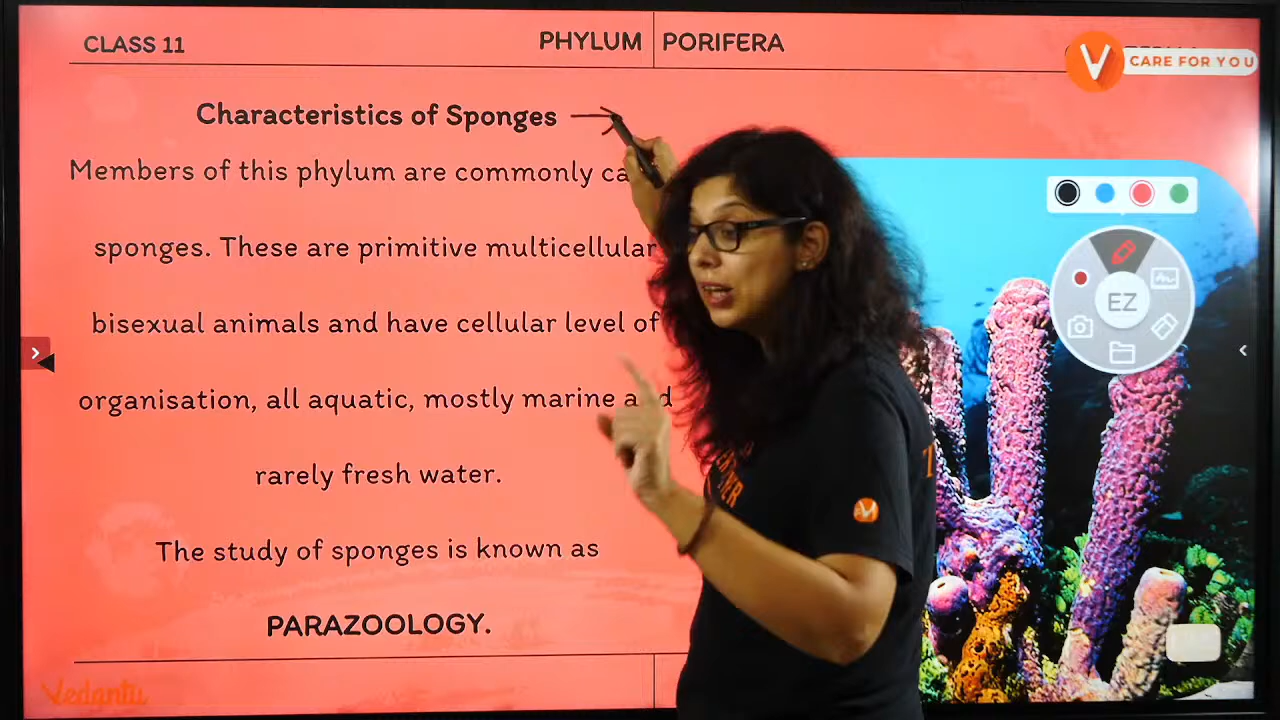 CLASS 11
PHYLUM PORIFERA
CARE FOR YOU
Characteristics of Sponges
Members of this phylum are commonly
sponges. These are primitive multicellular
bisexual animals and have cellular level of
organisation, all aquatic, mostly marine and
rarely fresh water.
The study of sponges is known as
PARAZOOLOGY.
EZ
Vedantu